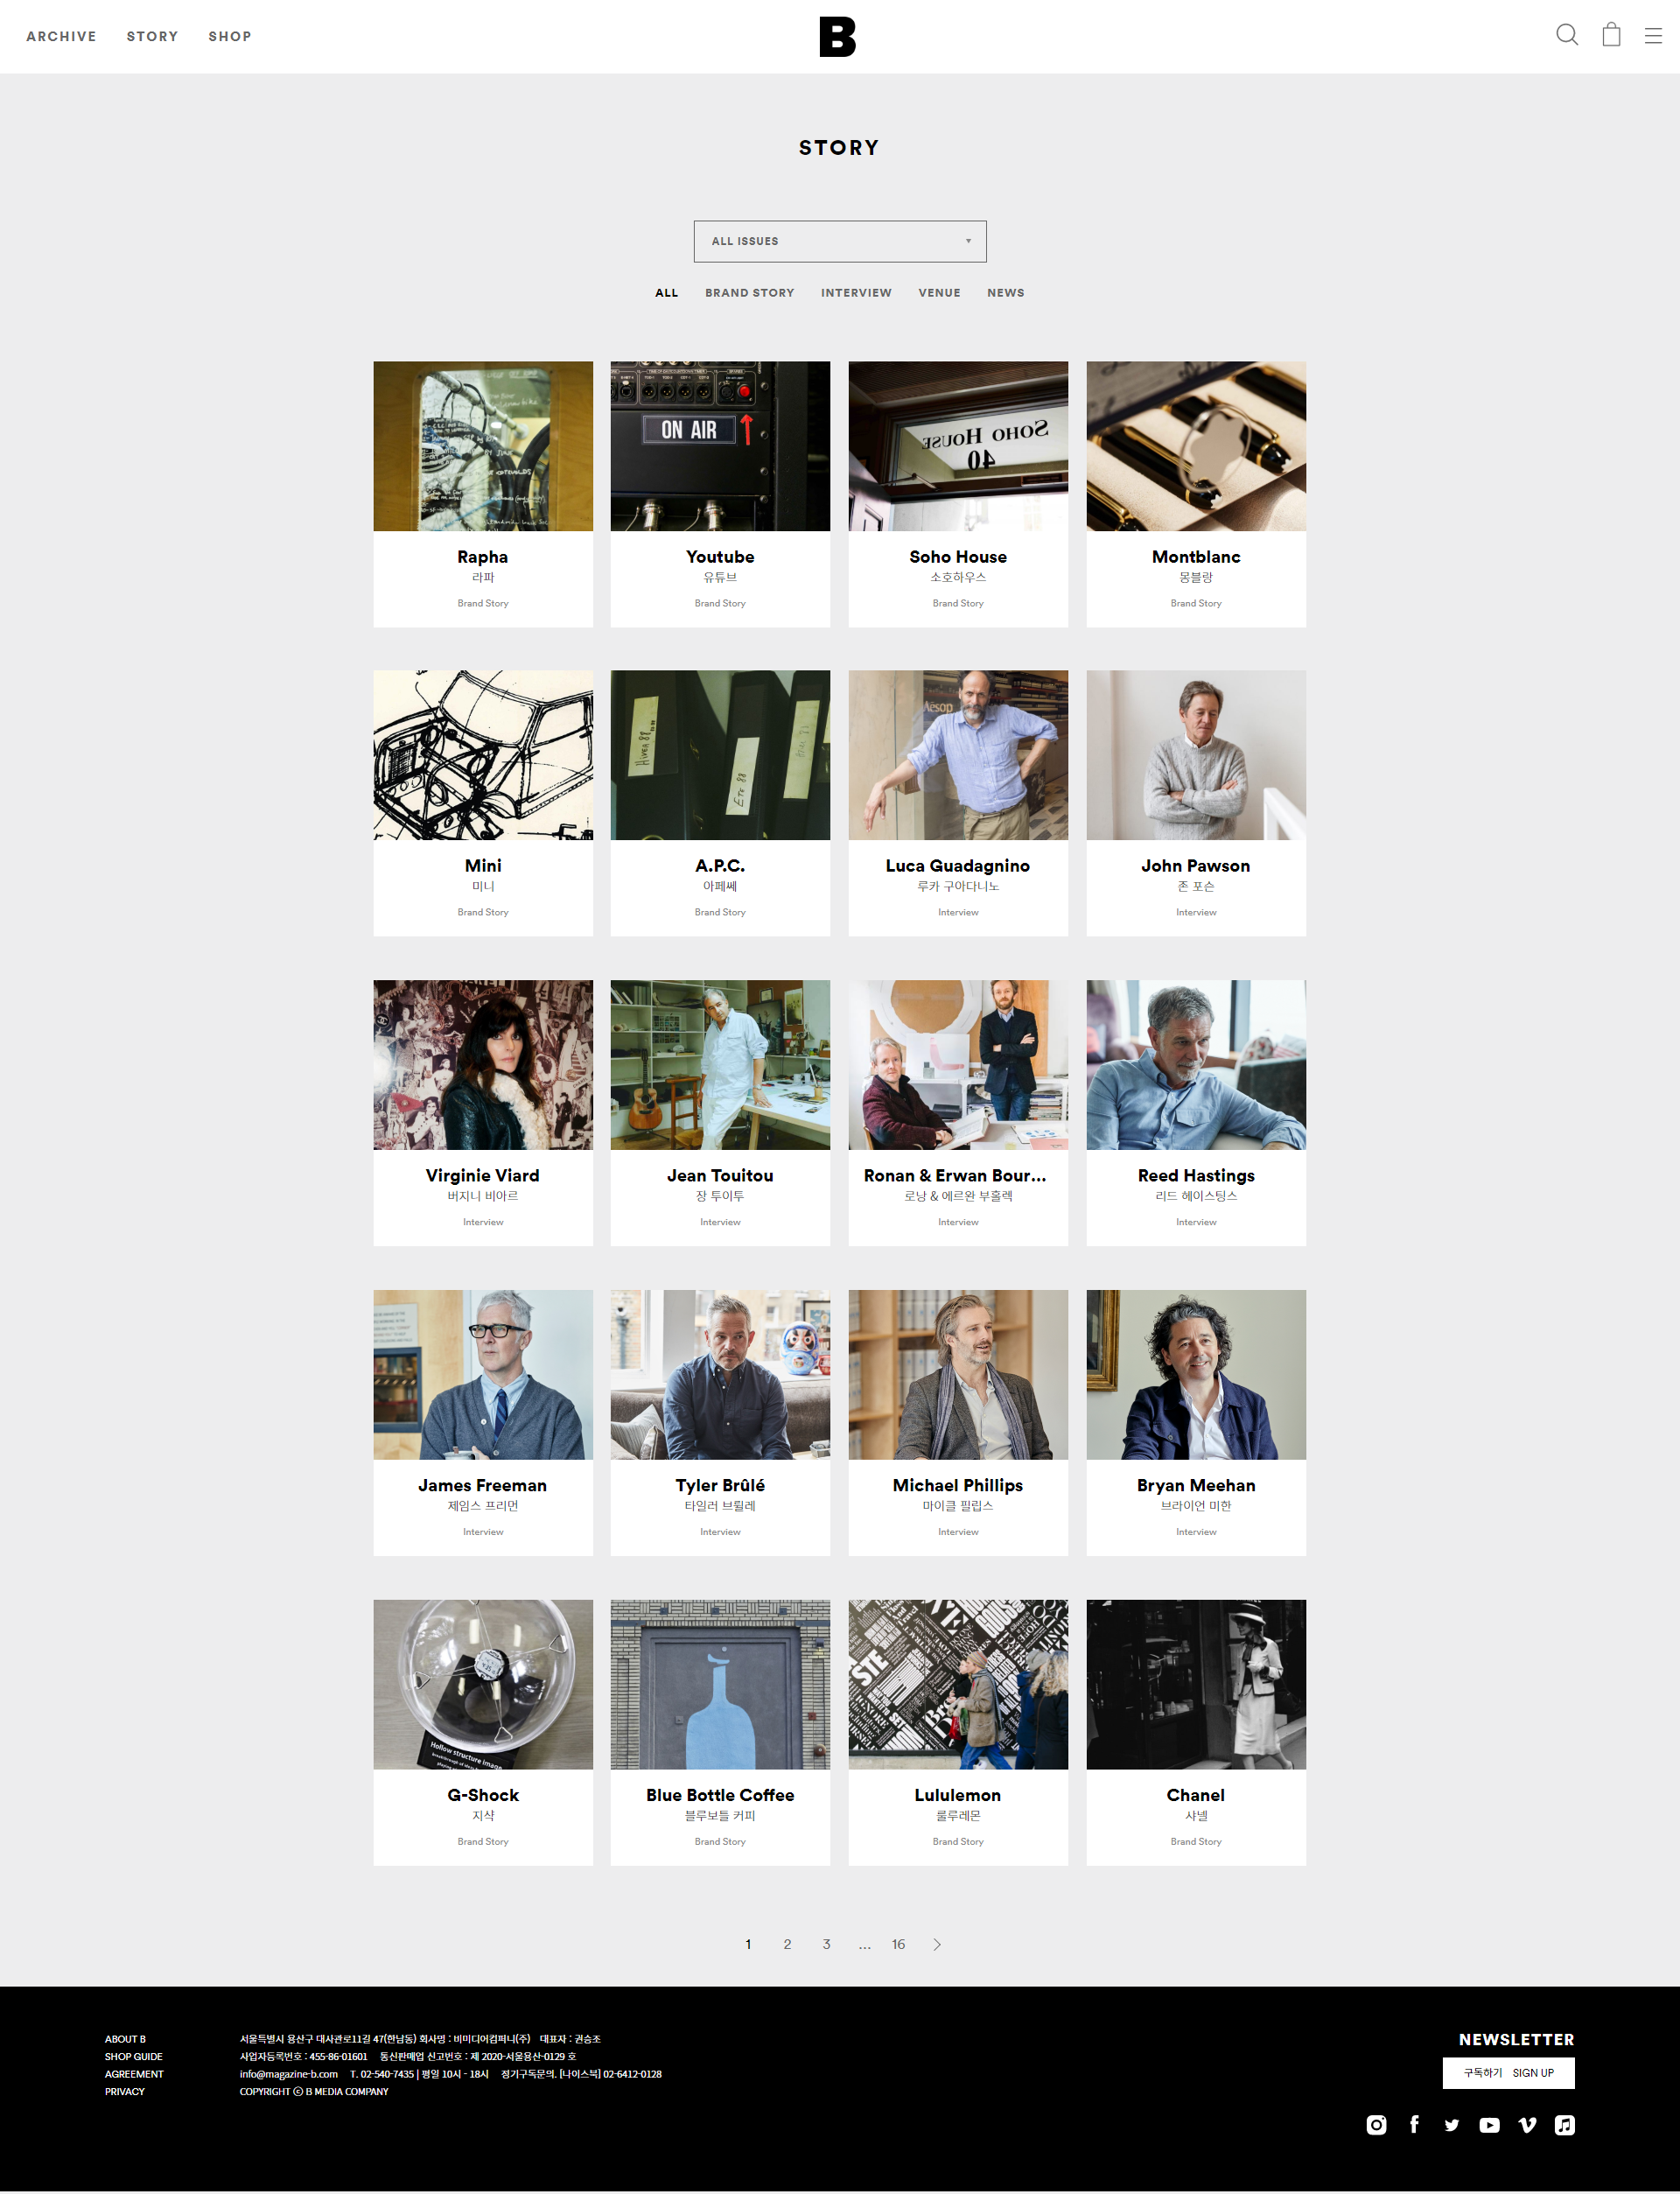 ARCHIVE STORY SHOP
B
STORY
ALL ISSUES
ALL BRAND STORY INTERVIEW VENUE NEWS
ON AIR
SOHO HOUSE
40
Rapha
라파
Brand Story
Youtube
유튜브
Brand Story
Soho House
소호하우스
Brand Story
Montblanc
몽블랑
Brand Story
HIVER 88
ETE 88
Aēsop
Mini
미니
Brand Story
A.P.C.
아페쎄
Brand Story
Luca Guadagnino
루카 구아다니노
Interview
John Pawson
존 포슨
Interview
Virginie Viard
버지니 비아르
Interview
Jean Touitou
장 투이투
Interview
Ronan & Erwan Bour...
로낭 & 에르완 부홀렉
Interview
Reed Hastings
리드 헤이스팅스
Interview
James Freeman
제임스 프리먼
Interview
Tyler Brûlé
타일러 브륄레
Interview
Michael Phillips
마이클 필립스
Interview
Bryan Meehan
브라이언 미한
Interview
Hollow structure image
STE
G-Shock
지샥
Brand Story
Blue Bottle Coffee
블루보틀 커피
Brand Story
Lululemon
룰루레몬
Brand Story
Chanel
샤넬
Brand Story
1 2 3 ... 16
ABOUT B
SHOP GUIDE
AGREEMENT
PRIVACY
서울특별시 용산구 대사관로11길 47(한남동) 회사명 : 비미디어컴퍼니(주) 대표자 : 권승조
사업자등록번호 : 455-86-01601 통신판매업 신고번호 : 제 2020-서울용산-0129 호
info@magazine-b.com T. 02-540-7435 | 평일 10시 - 18시 정기구독문의. [나이스북] 02-6412-0128
COPYRIGHT ⓒ B MEDIA COMPANY
NEWSLETTER
구독하기 SIGN UP